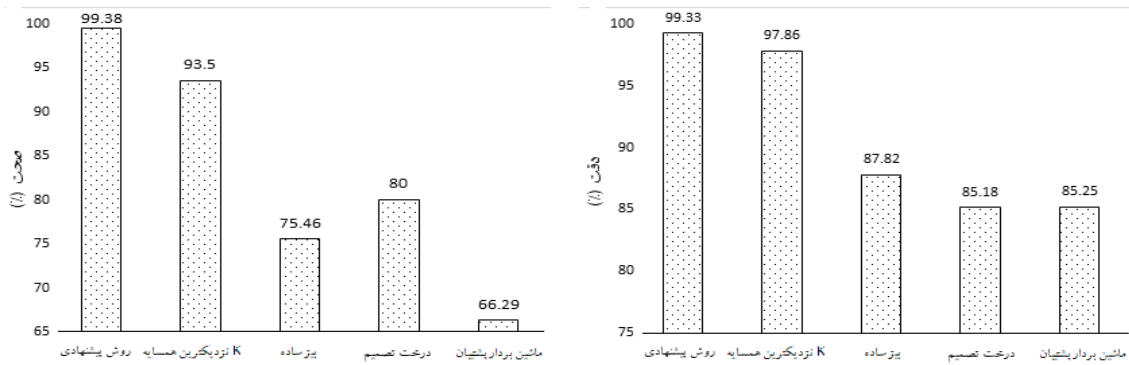 99.38
93.5
75.46
80
66.29
100
95
90
85
80
75
70
65
صحت (٪)
روش پیشنهادی
K نزدیکترین همسایه
بیز ساده
درخت تصمیم
ماشین بردار پشتیبان
99.33
97.86
87.82
85.18
85.25
100
95
90
85
80
75
دقت (٪)
روش پیشنهادی
K نزدیکترین همسایه
بیز ساده
درخت تصمیم
ماشین بردار پشتیبان